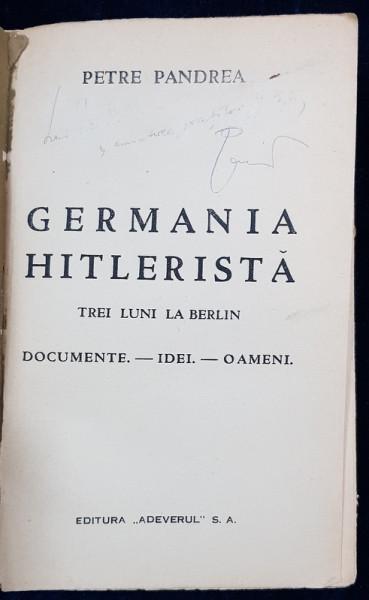 PETRE PANDREA
GERMANIA
HITLERISTĂ
TREI LUNI LA BERLIN
DOCUMENTE. — IDEI. — OAMENI.
EDITURA „ADEVERUL" S. A.